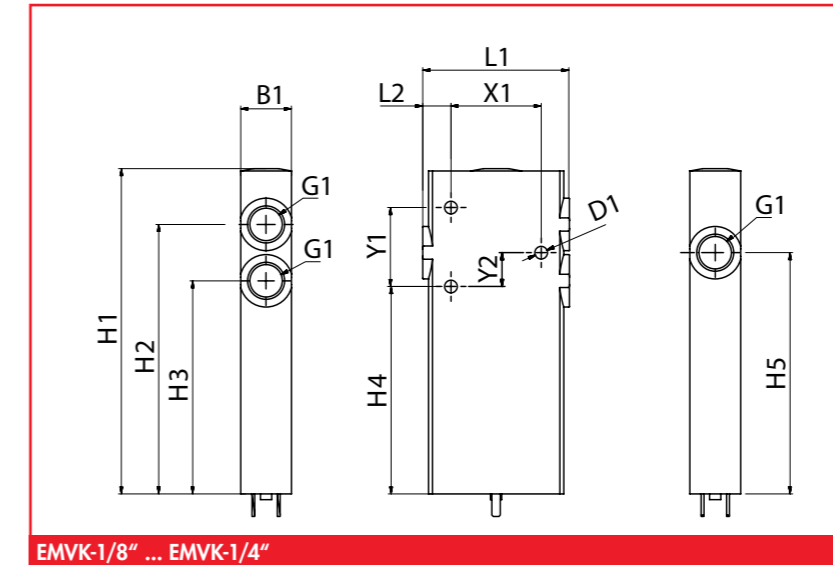 L1
B1
L2
X1
G1
G1
D1
G1
Y1
Y2
H1
H2
H3
H4
H5
EMVK-1/8“ ... EMVK-1/4“